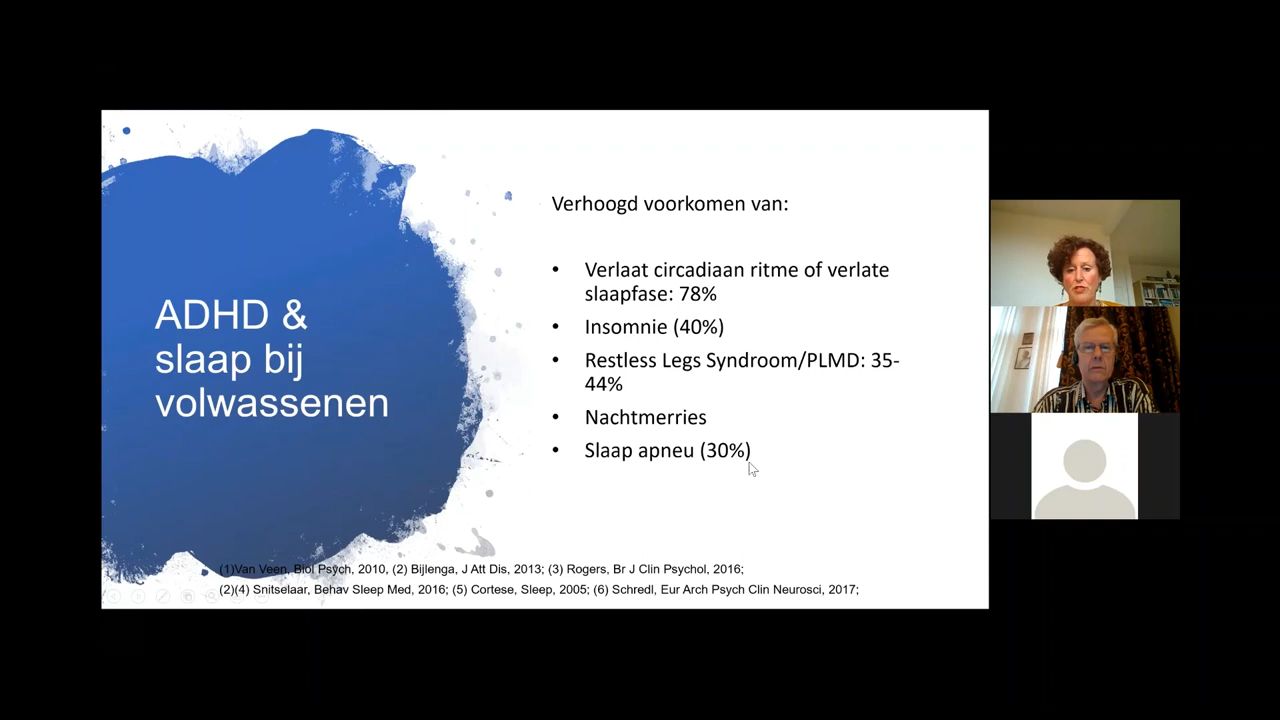 ADHD &
slaap bij
volwassenen
Verhoogd voorkomen van:
• Verlaat circadiaan ritme of verlate
slaapfase: 78%
• Insomnie (40%)
• Restless Legs Syndroom/PLMD: 35-
44%
• Nachtmerries
• Slaap apneu (30%)
(1)Van Veen, Biol Psych, 2010, (2) Bijlenga, J Att Dis, 2013; (3) Rogers, Br J Clin Psychol, 2016;
(2)(4) Snitselaar, Behav Sleep Med, 2016; (5) Cortese, Sleep, 2005; (6) Schredl, Eur Arch Psych Clin Neurosci, 2017;